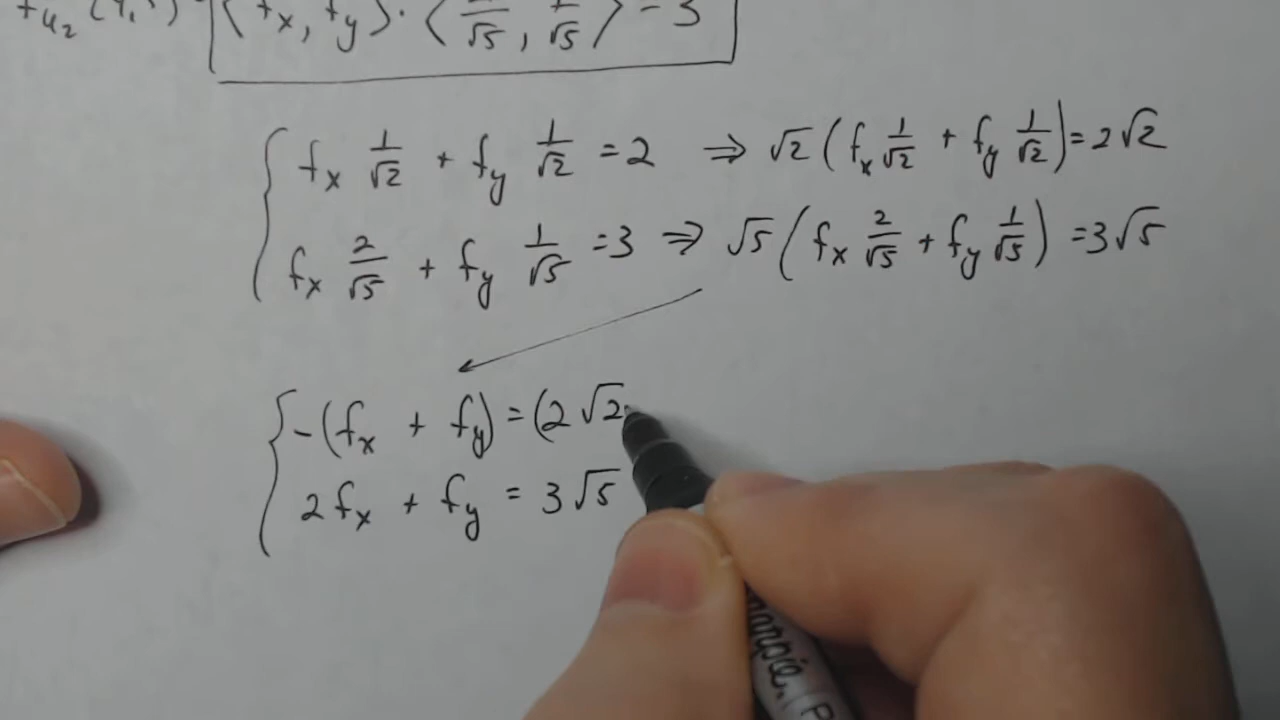 ⟨fx, fy⟩ · ⟨2/√5, 1/√5⟩ = 3
{ fx 1/√2 + fy 1/√2 = 2 ⇒ √2 ( fx 1/√2 + fy 1/√2 ) = 2√2
fx 2/√5 + fy 1/√5 = 3 ⇒ √5 ( fx 2/√5 + fy 1/√5 ) = 3√5
{ -(fx + fy) = (2√2
2fx + fy = 3√5